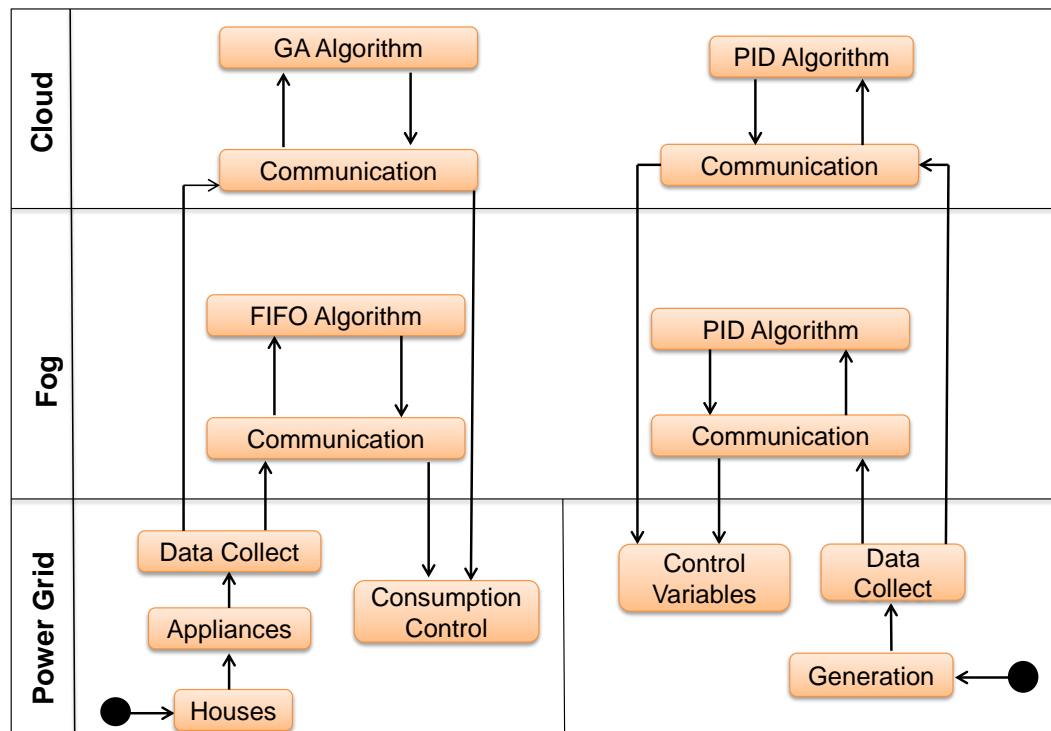 Cloud
GA Algorithm
PID Algorithm
Communication
Communication
Fog
FIFO Algorithm
PID Algorithm
Communication
Communication
Power Grid
Data Collect
Appliances
Houses
Consumption
Control
Control
Variables
Data
Collect
Generation